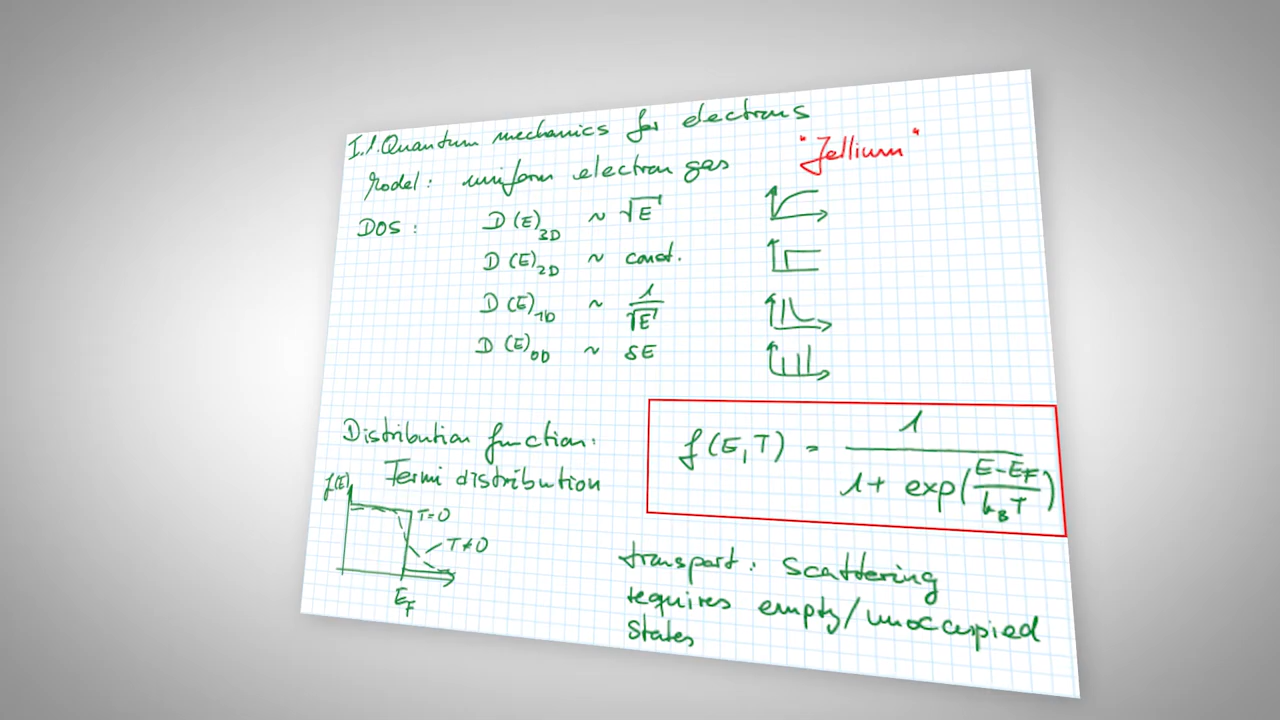 I.1. Quantum mechanics for electrons
Model: uniform electron gas "Jellium"
DOS: D(E)3D ~ √E
D(E)2D ~ const.
D(E)1D ~ 1/√E
D(E)0D ~ δE
Distribution function:
Fermi distribution
f(E,T) = 1/(1+ exp((E-EF)/(kBT)))
f(E)
T=0
T≠0
EF
transport: scattering
requires empty/unoccupied
states